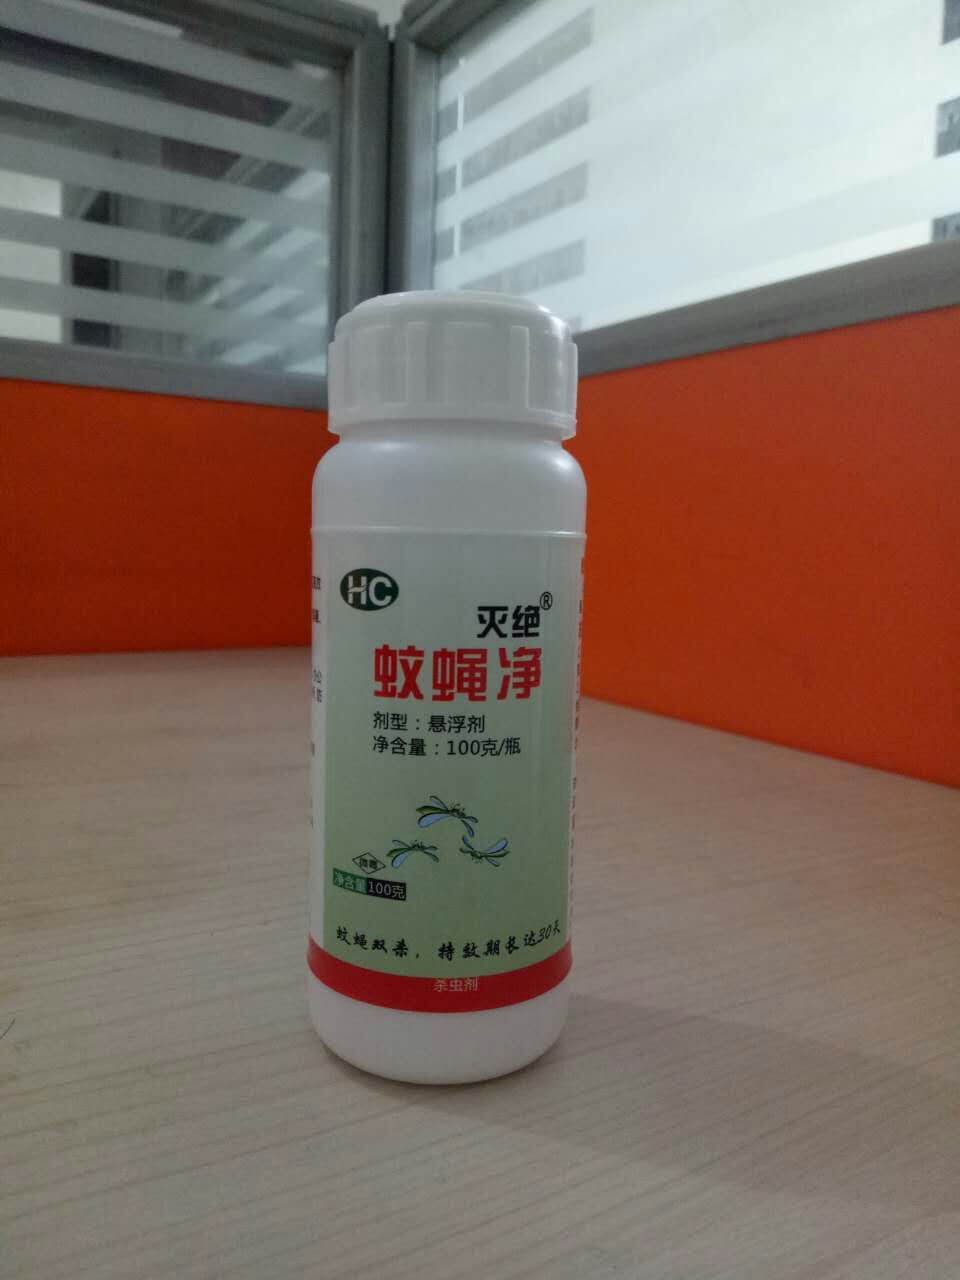 HC
灭绝®
蚊蝇净
剂型：悬浮剂
净含量：100克/瓶
微毒
净含量100克
蚊蝇双杀，持效期长达30天
杀虫剂